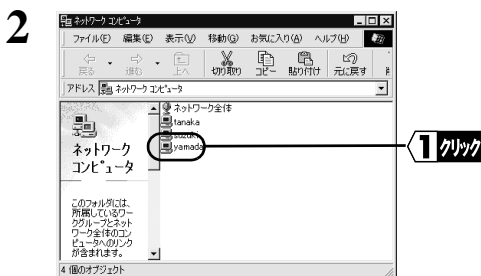 2
ネットワーク コンピュータ
ファイル(F) 編集(E) 表示(V) 移動(G) お気に入り(A) ヘルプ(H)
戻る 進む 上へ 切り取り コピー 貼り付け 元に戻す
アドレス ネットワーク コンピュータ
ネットワーク全体
tanaka
suzuki
yamada
1 クリック
ネットワーク
コンピュータ
このフォルダには、
所属しているワー
クグループとネット
ワーク全体のコン
ピュータへのリンク
が含まれます。
4 個のオブジェクト